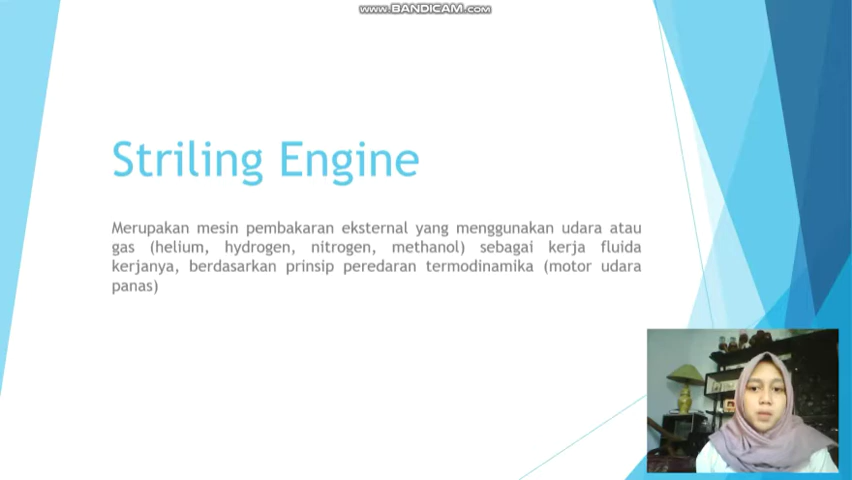 www.BANDICAM.com
Striling Engine
Merupakan mesin pembakaran eksternal yang menggunakan udara atau
gas (helium, hydrogen, nitrogen, methanol) sebagai kerja fluida
kerjanya, berdasarkan prinsip peredaran termodinamika (motor udara
panas)